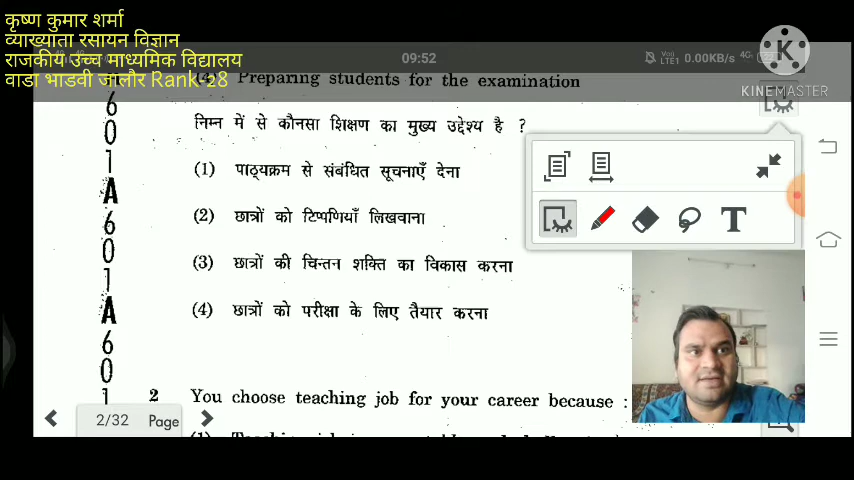 कृष्ण कुमार शर्मा
व्याख्याता रसायन विज्ञान
राजकीय उच्च माध्यमिक विद्यालय
वाडा भाडवी जालौर Rank -28
09:52
LTE1 0.00KB/s 4G
KINEMASTER
Preparing students for the examination
निम्न में से कौनसा शिक्षण का मुख्य उद्देश्य है ?
(1) पाठ्यक्रम से संबंधित सूचनाएँ देना
(2) छात्रों को टिप्पणियाँ लिखवाना
(3) छात्रों की चिन्तन शक्ति का विकास करना
(4) छात्रों को परीक्षा के लिए तैयार करना
601A601A601
T
2 You choose teaching job for your career because :
2/32 Page